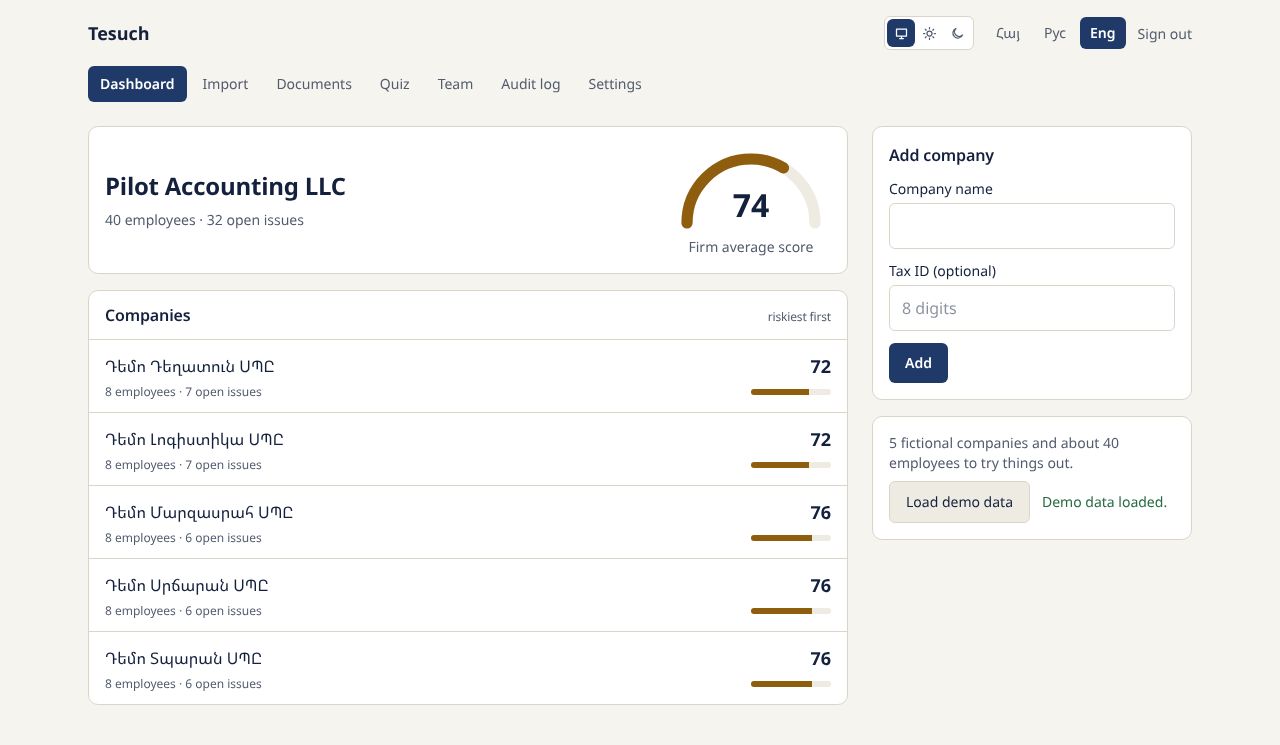 Tesuch
Հայ Рус Eng Sign out
Dashboard Import Documents Quiz Team Audit log Settings
Pilot Accounting LLC
40 employees · 32 open issues
74
Firm average score
Companies riskiest first
Դեմո Դեղատուն ՍՊԸ 72
8 employees · 7 open issues
Դեմո Լոգիստիկա ՍՊԸ 72
8 employees · 7 open issues
Դեմո Մարզասրահ ՍՊԸ 76
8 employees · 6 open issues
Դեմո Սրճարան ՍՊԸ 76
8 employees · 6 open issues
Դեմո Տպարան ՍՊԸ 76
8 employees · 6 open issues
Add company
Company name
Tax ID (optional)
8 digits
Add
5 fictional companies and about 40
employees to try things out.
Load demo data Demo data loaded.